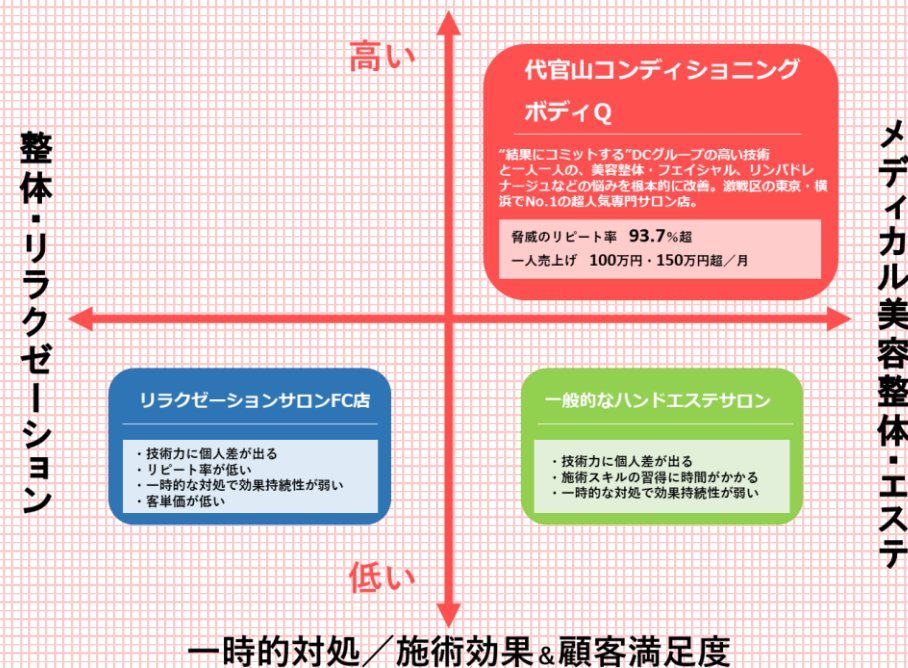 高い
代官山コンディショニング
ボディQ
“結果にコミットする”DCグループの高い技術
と一人一人の、美容整体・フェイシャル、リンパドレ
ナージュなどの悩みを根本的に改善。激戦区の東京・横
浜でNo.1の超人気専門サロン店。
脅威のリピート率 93.7%超
一人売上げ 100万円・150万円超／月
整体・リラクゼーション
メディカル美容整体・エステ
リラクゼーションサロンFC店
・技術力に個人差が出る
・リピート率が低い
・一時的な対処で効果持続性が弱い
・客単価が低い
一般的なハンドエステサロン
・技術力に個人差が出る
・施術スキルの習得に時間がかかる
・一時的な対処で効果持続性が弱い
低い
一時的対処／施術効果&顧客満足度